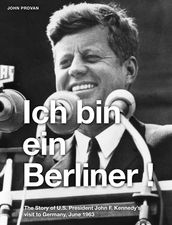 JOHN PROVAN
Ich bin
ein
Berliner !
The Story of U.S. President John F. Kennedy's
visit to Germany, June 1963